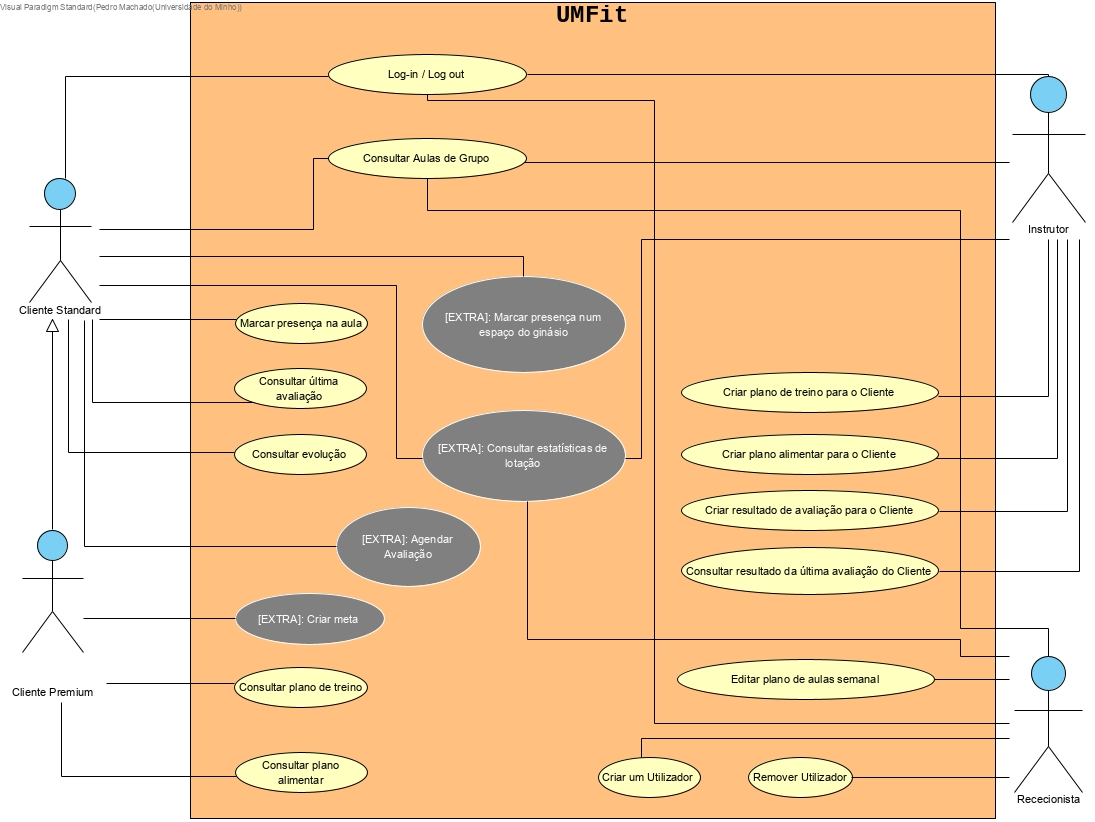 Visual Paradigm Standard(Pedro Machado(Universidade do Minho))
UMFit
Log-in / Log out
Consultar Aulas de Grupo
Instrutor
Cliente Standard
[EXTRA]: Marcar presença num
espaço do ginásio
Marcar presença na aula
Consultar última
avaliação
Criar plano de treino para o Cliente
[EXTRA]: Consultar estatísticas de
lotação
Consultar evolução
Criar plano alimentar para o Cliente
Criar resultado de avaliação para o Cliente
[EXTRA]: Agendar
Avaliação
Consultar resultado da última avaliação do Cliente
[EXTRA]: Criar meta
Cliente Premium
Consultar plano de treino
Editar plano de aulas semanal
Consultar plano
alimentar
Criar um Utilizador
Remover Utilizador
Rececionista